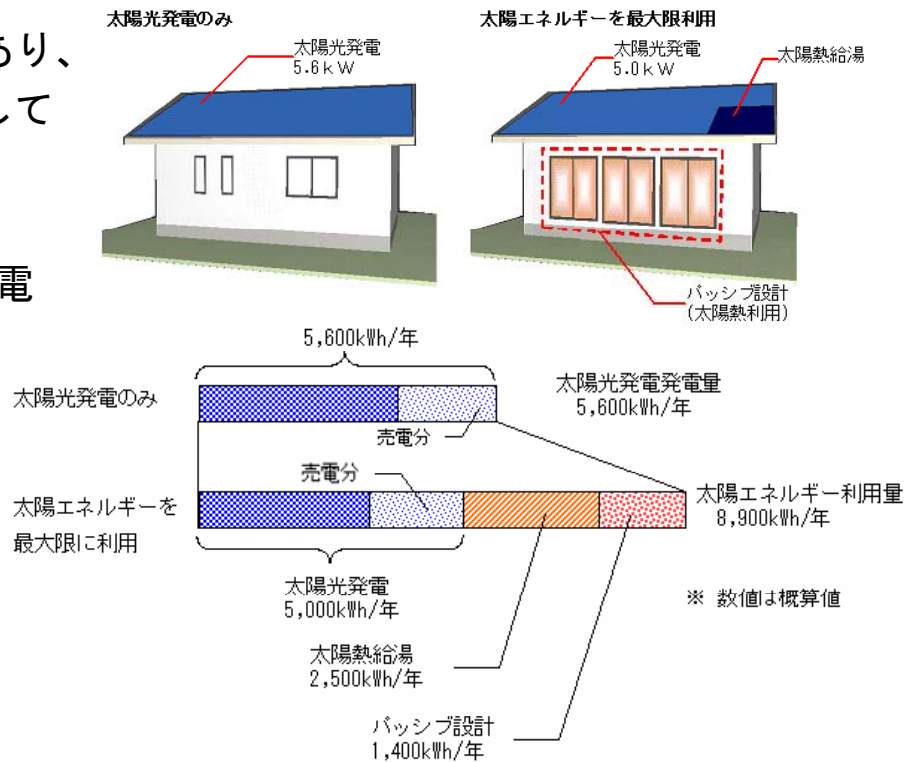 あり、
して
電
太陽光発電のみ
太陽光発電
5.6kW
太陽エネルギーを最大限利用
太陽光発電
5.0kW
太陽熱給湯
パッシブ設計
(太陽熱利用)
5,600kWh/年
太陽光発電のみ
売電分
太陽光発電発電量
5,600kWh/年
売電分
太陽エネルギーを
最大限に利用
太陽エネルギー利用量
8,900kWh/年
太陽光発電
5,000kWh/年
※ 数値は概算値
太陽熱給湯
2,500kWh/年
パッシブ設計
1,400kWh/年